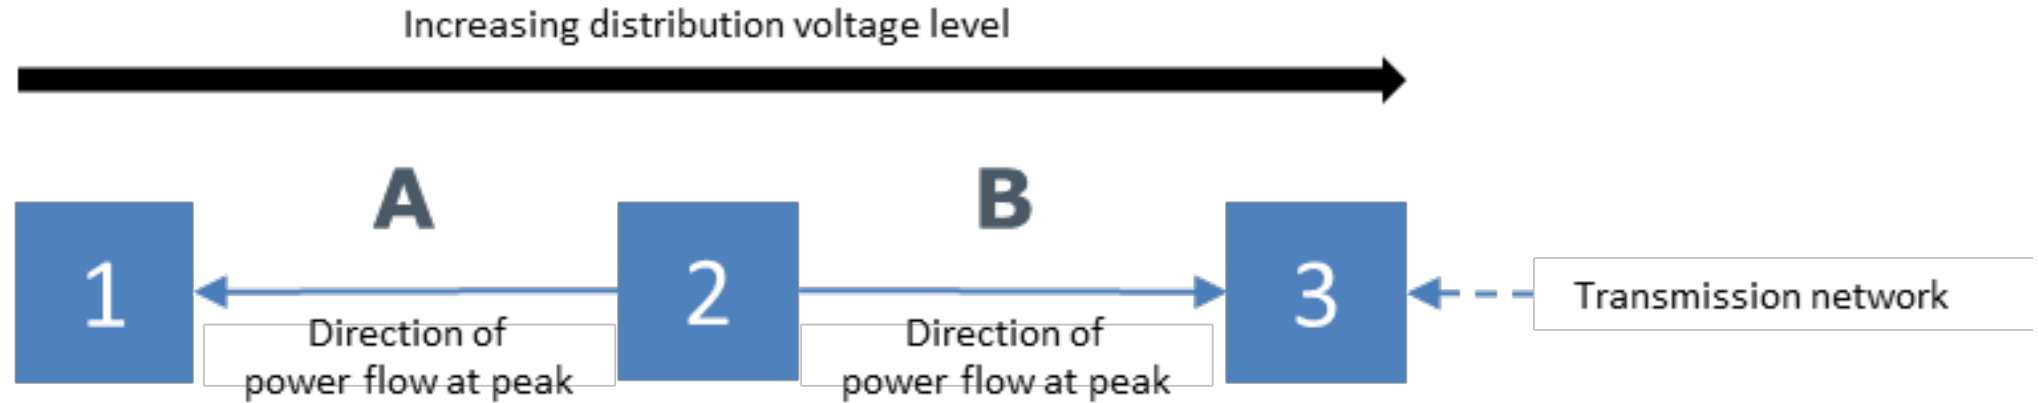 Increasing distribution voltage level
A
B
1
2
3
Transmission network
Direction of
power flow at peak
Direction of
power flow at peak